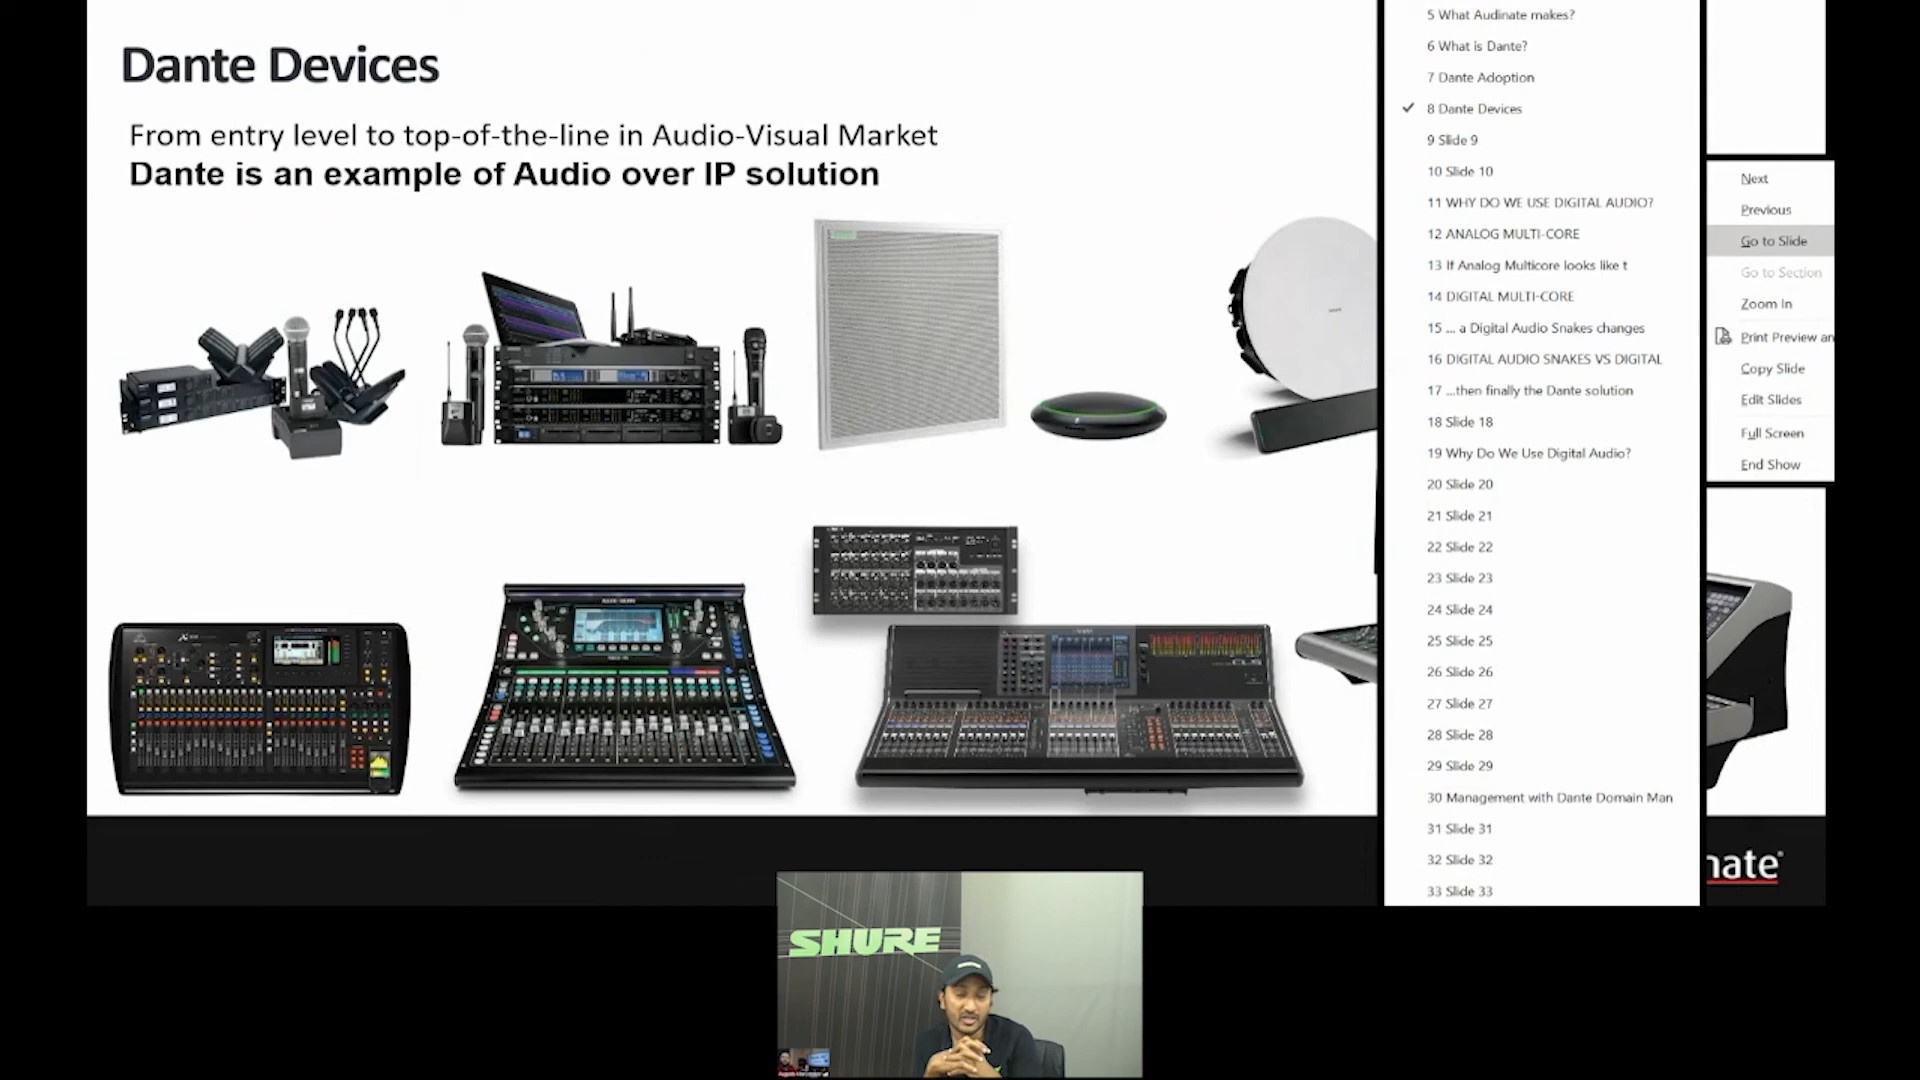 Dante Devices
From entry level to top-of-the-line in Audio-Visual Market
Dante is an example of Audio over IP solution
5 What Audinate makes?
6 What is Dante?
7 Dante Adoption
8 Dante Devices
9 Slide 9
10 Slide 10
11 WHY DO WE USE DIGITAL AUDIO?
12 ANALOG MULTI-CORE
13 If Analog Multicore looks like t
14 DIGITAL MULTI-CORE
15 ... a Digital Audio Snakes changes
16 DIGITAL AUDIO SNAKES VS DIGITAL
17 ...then finally the Dante solution
18 Slide 18
19 Why Do We Use Digital Audio?
20 Slide 20
21 Slide 21
22 Slide 22
23 Slide 23
24 Slide 24
25 Slide 25
26 Slide 26
27 Slide 27
28 Slide 28
29 Slide 29
30 Management with Dante Domain Man
31 Slide 31
32 Slide 32
33 Slide 33
Next
Previous
Go to Slide
Go to Section
Zoom In
Print Preview an
Copy Slide
Edit Slides
Full Screen
End Show
nate
SHURE